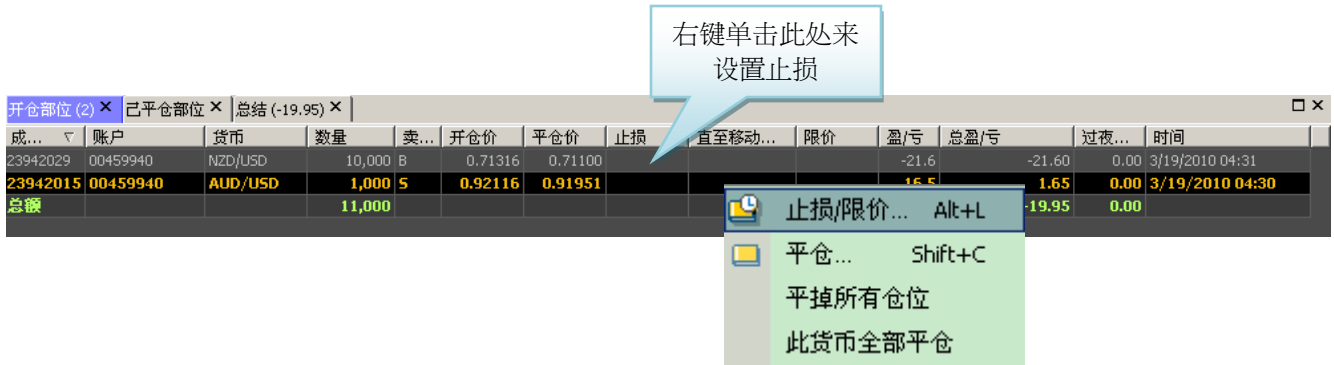 右键单击此处来
设置止损
开仓部位 (2) 己平仓部位 总结 (-19.95)
成... 账户 货币 数量 卖... 开仓价 平仓价 止损 直至移动... 限价 盈/亏 总盈/亏 过夜... 时间
23942029 00459940 NZD/USD 10,000 B 0.71316 0.71100 -21.6 -21.60 0.00 3/19/2010 04:31
23942015 00459940 AUD/USD 1,000 S 0.92116 0.91951 16.5 1.65 0.00 3/19/2010 04:30
总额 11,000 -19.95 0.00
止损/限价... Alt+L
平仓... Shift+C
平掉所有仓位
此货币全部平仓